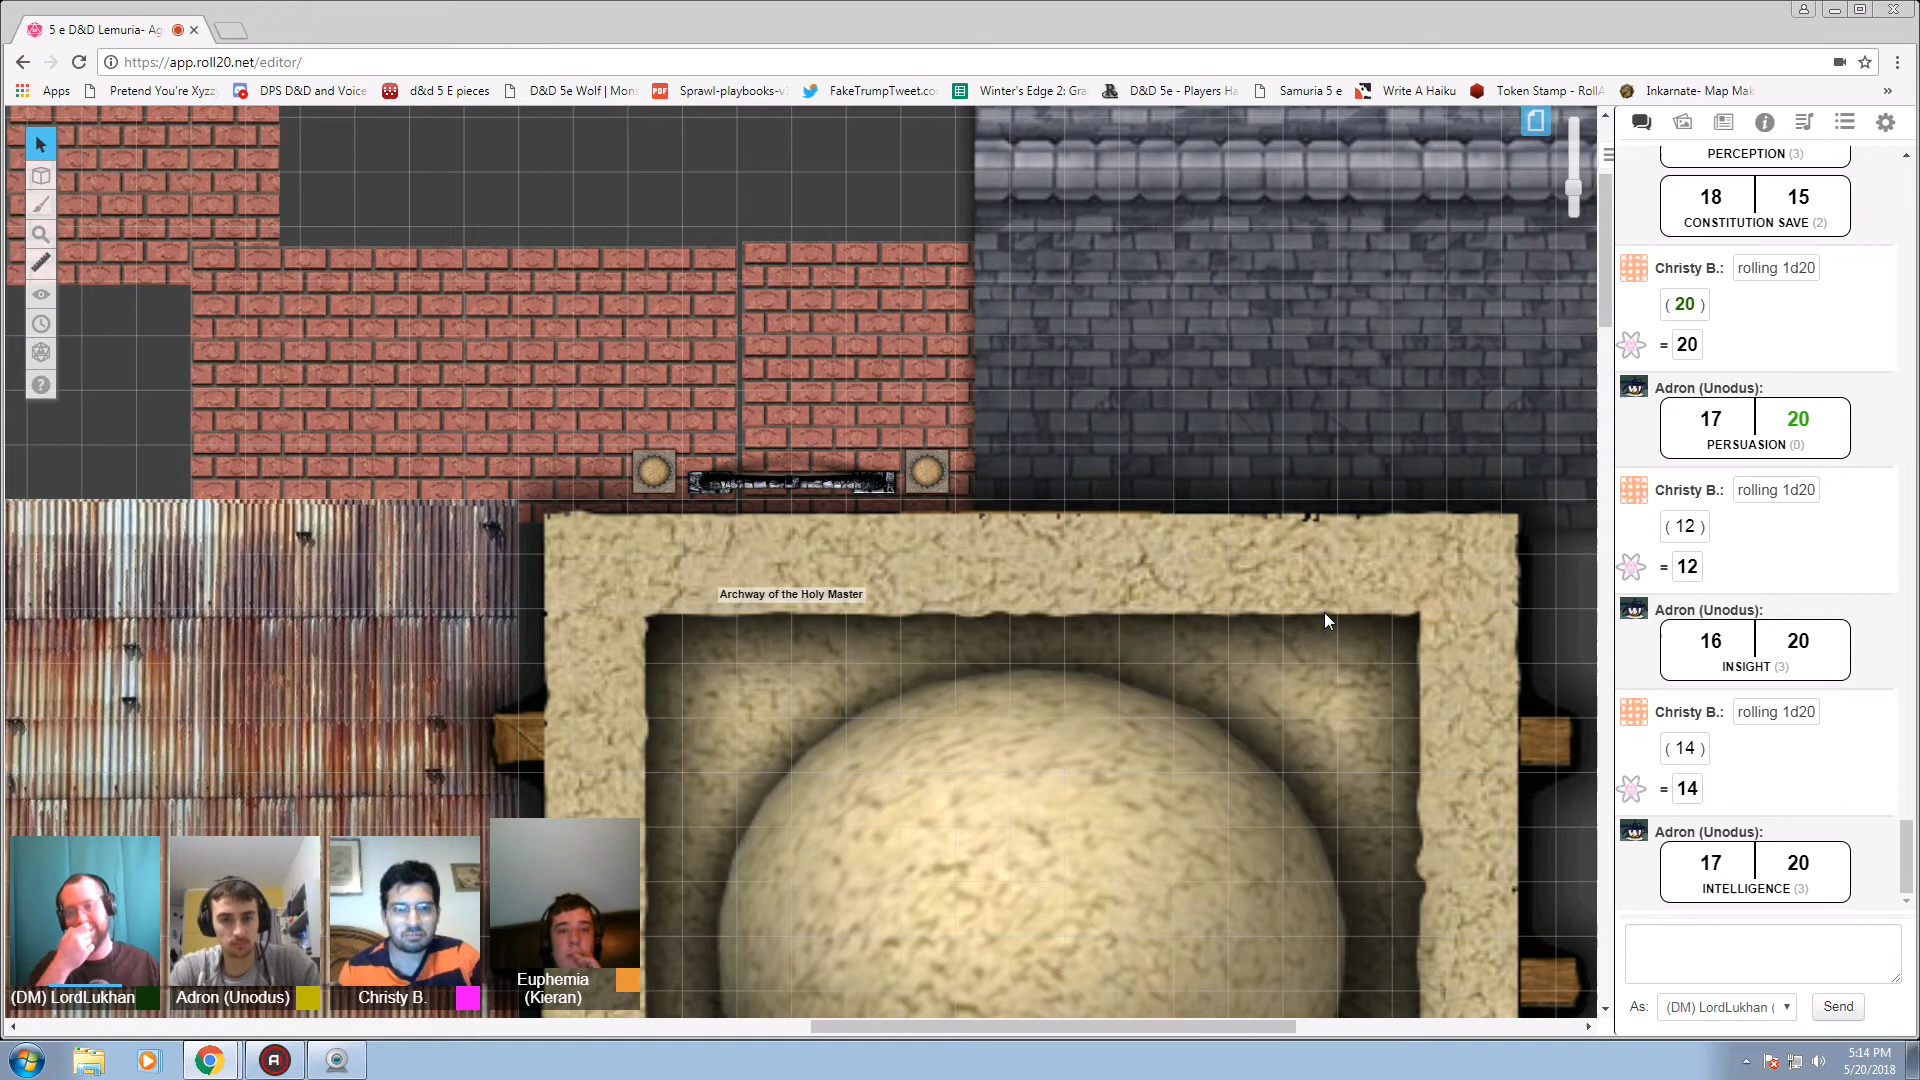 5 e D&D Lemuria- Ag
https://app.roll20.net/editor/
Apps
Pretend You're Xyzz
DPS D&D and Voice
d&d 5 E pieces
D&D 5e Wolf | Mons
Sprawl-playbooks-v
FakeTrumpTweet.co
Winter's Edge 2: Gra
D&D 5e - Players Ha
Samuria 5 e
Write A Haiku
Token Stamp - RollA
Inkarnate- Map Mak
»
PERCEPTION (3)
18 15
CONSTITUTION SAVE (2)
Christy B.: rolling 1d20
( 20 )
= 20
Adron (Unodus):
17 20
PERSUASION (0)
Christy B.: rolling 1d20
( 12 )
= 12
Adron (Unodus):
16 20
INSIGHT (3)
Christy B.: rolling 1d20
( 14 )
= 14
Adron (Unodus):
17 20
INTELLIGENCE (3)
As: (DM) LordLukhan (
Send
Archway of the Holy Master
(DM) LordLukhan
Adron (Unodus)
Christy B.
Euphemia
(Kieran)
5:14 PM
5/20/2018